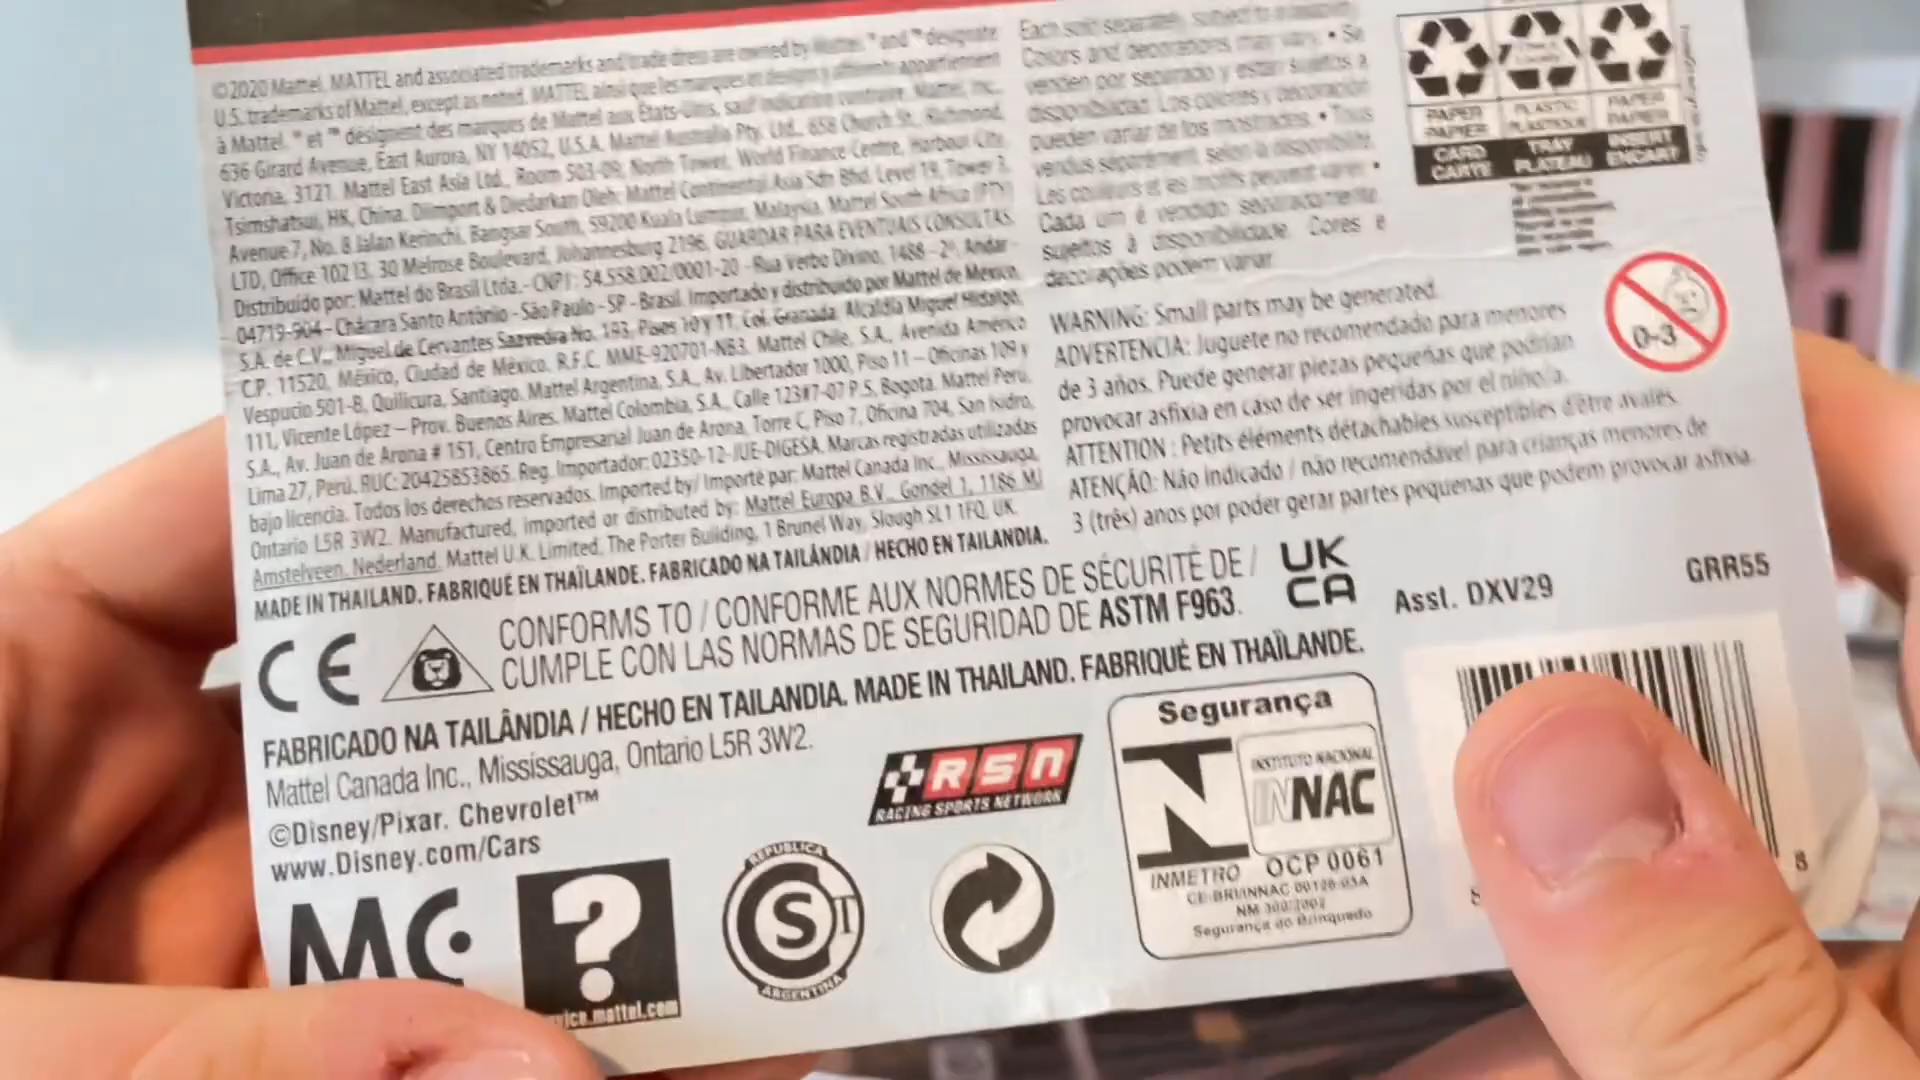 ©2020 Mattel. MATTEL and associated trademarks and trade dress are owned by Mattel. ® and ™ designate
U.S. trademarks of Mattel, except as noted. MATTEL ainsi que les marques et designs y afférents appartiennent
à Mattel. ® et ™ désignent des marques de Mattel aux États-Unis, sauf indication contraire. Mattel, Inc.,
636 Girard Avenue, East Aurora, NY 14052, U.S.A. Mattel Australia Pty. Ltd., 658 Church St., Richmond,
Victoria, 3121. Mattel East Asia Ltd., Room 503-09, North Tower, World Finance Centre, Harbour City,
Tsimshatsui, HK, China. Diimport & Diedarkan Oleh: Mattel Continental Asia Sdn Bhd. Level 19, Tower 3,
Avenue 7, No. 8 Jalan Kerinchi, Bangsar South, 59200 Kuala Lumpur, Malaysia. Mattel South Africa (PTY)
LTD, Office 102 I3, 30 Melrose Boulevard, Johannesburg 2196. GUARDAR PARA EVENTUAIS CONSULTAS.
Distribuído por: Mattel do Brasil Ltda.- CNPJ : 54.558.002/0001-20 - Rua Verbo Divino, 1488 - 2º. Andar -
04719-904 - Chácara Santo Antônio - São Paulo - SP - Brasil. Importado y distribuido por Mattel de México,
S.A. de C.V., Miguel de Cervantes Saavedra No. 193, Pisos 10 y 11, Col. Granada, Alcaldía Miguel Hidalgo,
C.P. 11520, México, Ciudad de México. R.F.C. MME-920701-NB3. Mattel Chile, S.A., Avenida Américo
Vespucio 501-B, Quilicura, Santiago. Mattel Argentina, S.A., Av. Libertador 1000, Piso 11 – Oficinas 109 y
111, Vicente López – Prov. Buenos Aires. Mattel Colombia, S.A., Calle 123#7-07 P.5, Bogotá. Mattel Perú,
S.A., Av. Juan de Arona # 151, Centro Empresarial Juan de Arona, Torre C, Piso 7, Oficina 704, San Isidro,
Lima 27, Perú. RUC: 20425853865. Reg. Importador: 02350-12-JUE-DIGESA. Marcas registradas utilizadas
bajo licencia. Todos los derechos reservados. Imported by/ Importé par: Mattel Canada Inc., Mississauga,
Ontario L5R 3W2. Manufactured, imported or distributed by: Mattel Europa B.V., Gondel 1, 1186 MJ
Amstelveen, Nederland. Mattel U.K. Limited, The Porter Building, 1 Brunel Way, Slough SL1 1FQ, UK.
MADE IN THAILAND. FABRIQUÉ EN THAÏLANDE. FABRICADO NA TAILÂNDIA / HECHO EN TAILANDIA.
Each sold separately, subject to
Colors and decorations may vary. • Se
venden por separado y están sujetos a
disponibilidad. Los colores y decoración
pueden variar de los mostrados. • Tous
vendus séparément, selon la disponibilité.
Les couleurs et les motifs peuvent varier. •
Cada um é vendido separadamente,
sujeitos à disponibilidade. Cores e
decorações podem variar.
PAPER PLASTIC PAPER
PAPIER PLASTIQUE PAPIER
CARD TRAY INSERT
CARTE PLATEAU ENCART
WARNING: Small parts may be generated.
ADVERTENCIA: Juguete no recomendado para menores
de 3 años. Puede generar piezas pequeñas que podrían
provocar asfixia en caso de ser ingeridas por el niño/a.
ATTENTION : Petits éléments détachables susceptibles d'être avalés.
ATENÇÃO: Não indicado / não recomendável para crianças menores de
3 (três) anos por poder gerar partes pequenas que podem provocar asfixia.
0-3
CE
CONFORMS TO / CONFORME AUX NORMES DE SÉCURITÉ DE /
CUMPLE CON LAS NORMAS DE SEGURIDAD DE ASTM F963.
UK
CA
Asst. DXV29
GRR55
FABRICADO NA TAILÂNDIA / HECHO EN TAILANDIA. MADE IN THAILAND. FABRIQUÉ EN THAÏLANDE.
Mattel Canada Inc., Mississauga, Ontario L5R 3W2.
©Disney/Pixar. Chevrolet™
www.Disney.com/Cars
RSN
RACING SPORTS NETWORK
Segurança
INSTITUTO NACIONAL
INNAC
INMETRO OCP 0061
CE-BRI/INNAC 00128-03A
NM 300/2002
Segurança do Brinquedo
MC
?
vice.mattel.com
REPUBLICA
S
ARGENTINA
8